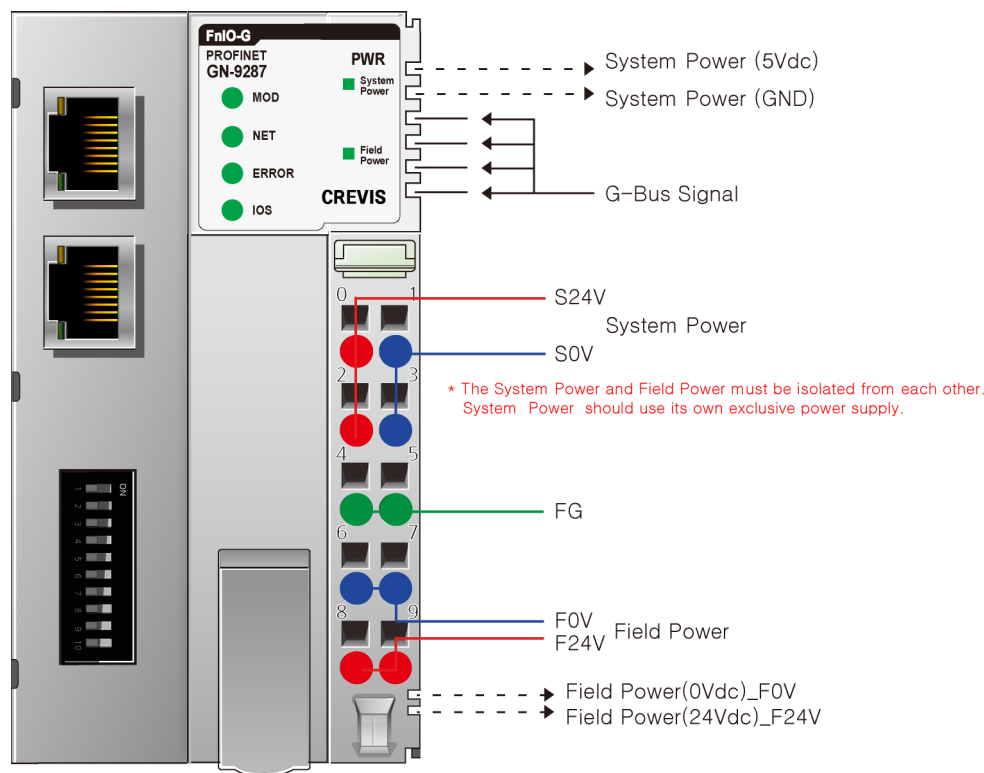 FnIO-G
PROFINET
GN-9287
PWR
System
Power
MOD
NET
Field
Power
ERROR
IOS
CREVIS
System Power (5Vdc)
System Power (GND)
G-Bus Signal
0 1
S24V
System Power
S0V
2 3
* The System Power and Field Power must be isolated from each other.
System Power should use its own exclusive power supply.
4 5
FG
6 7
8 9
F0V
F24V
Field Power
Field Power(0Vdc)_F0V
Field Power(24Vdc)_F24V
ON
1
2
3
4
5
6
7
8
9
10